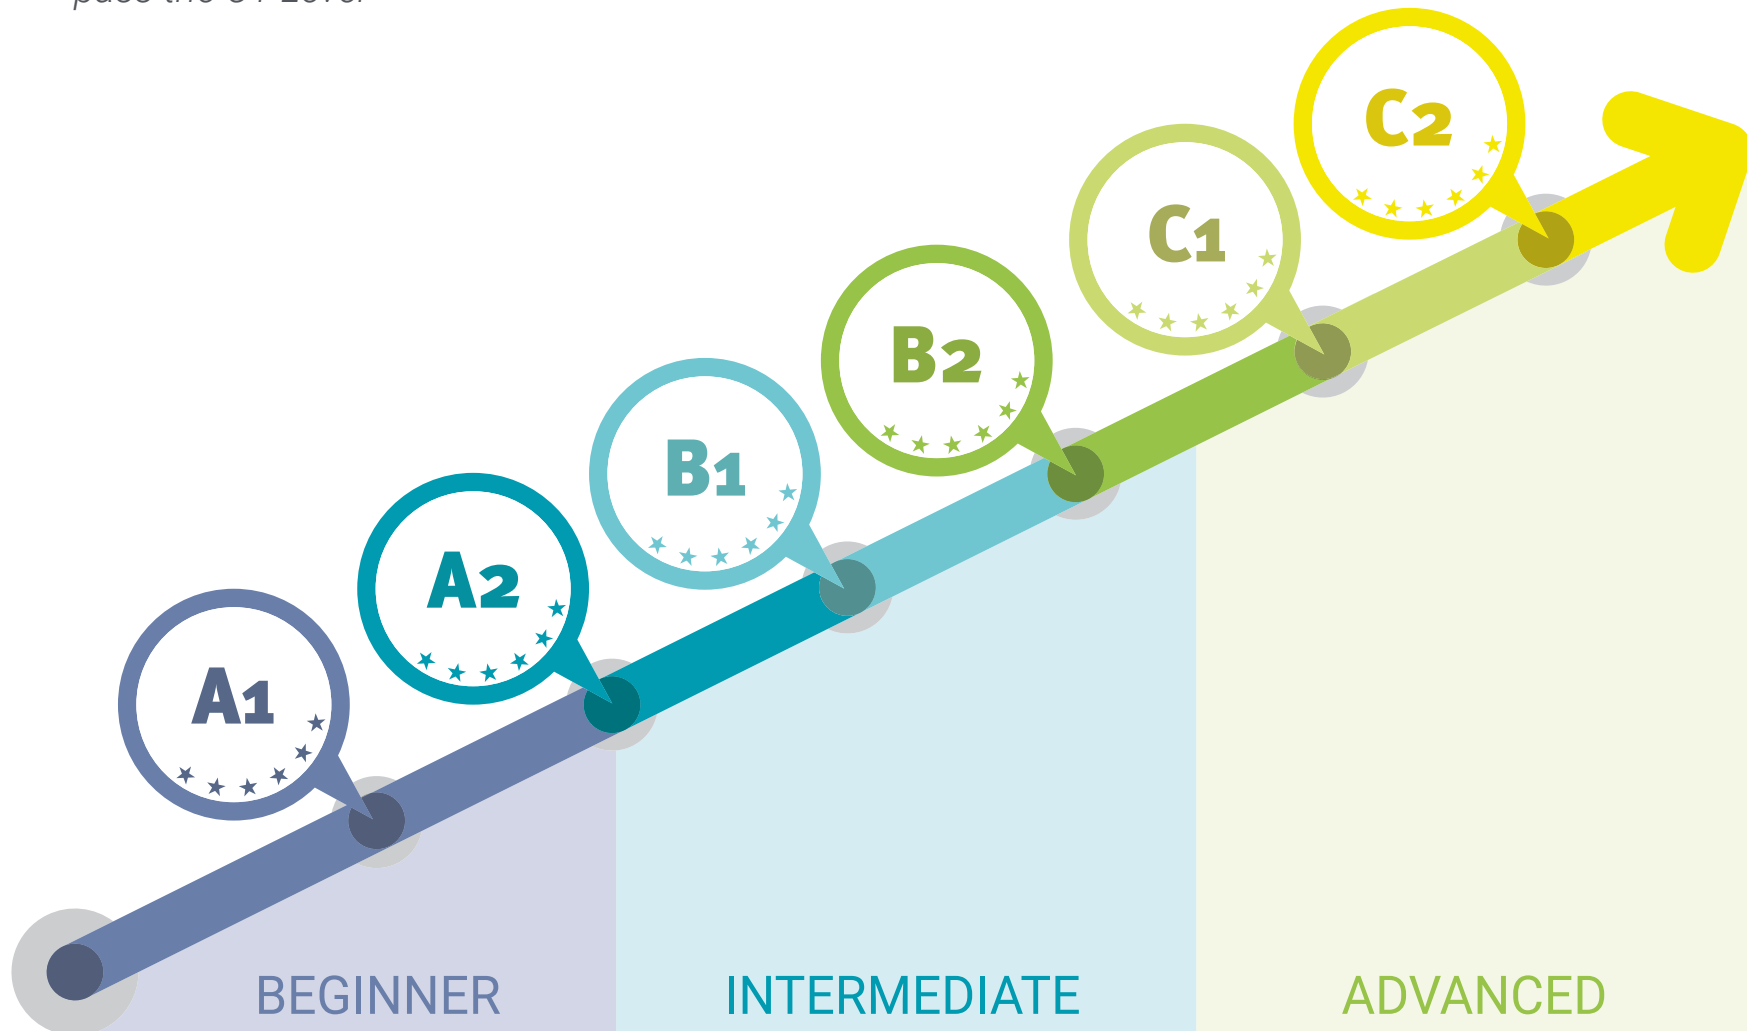 C2
C1
B2
B1
A2
A1
BEGINNER
INTERMEDIATE
ADVANCED